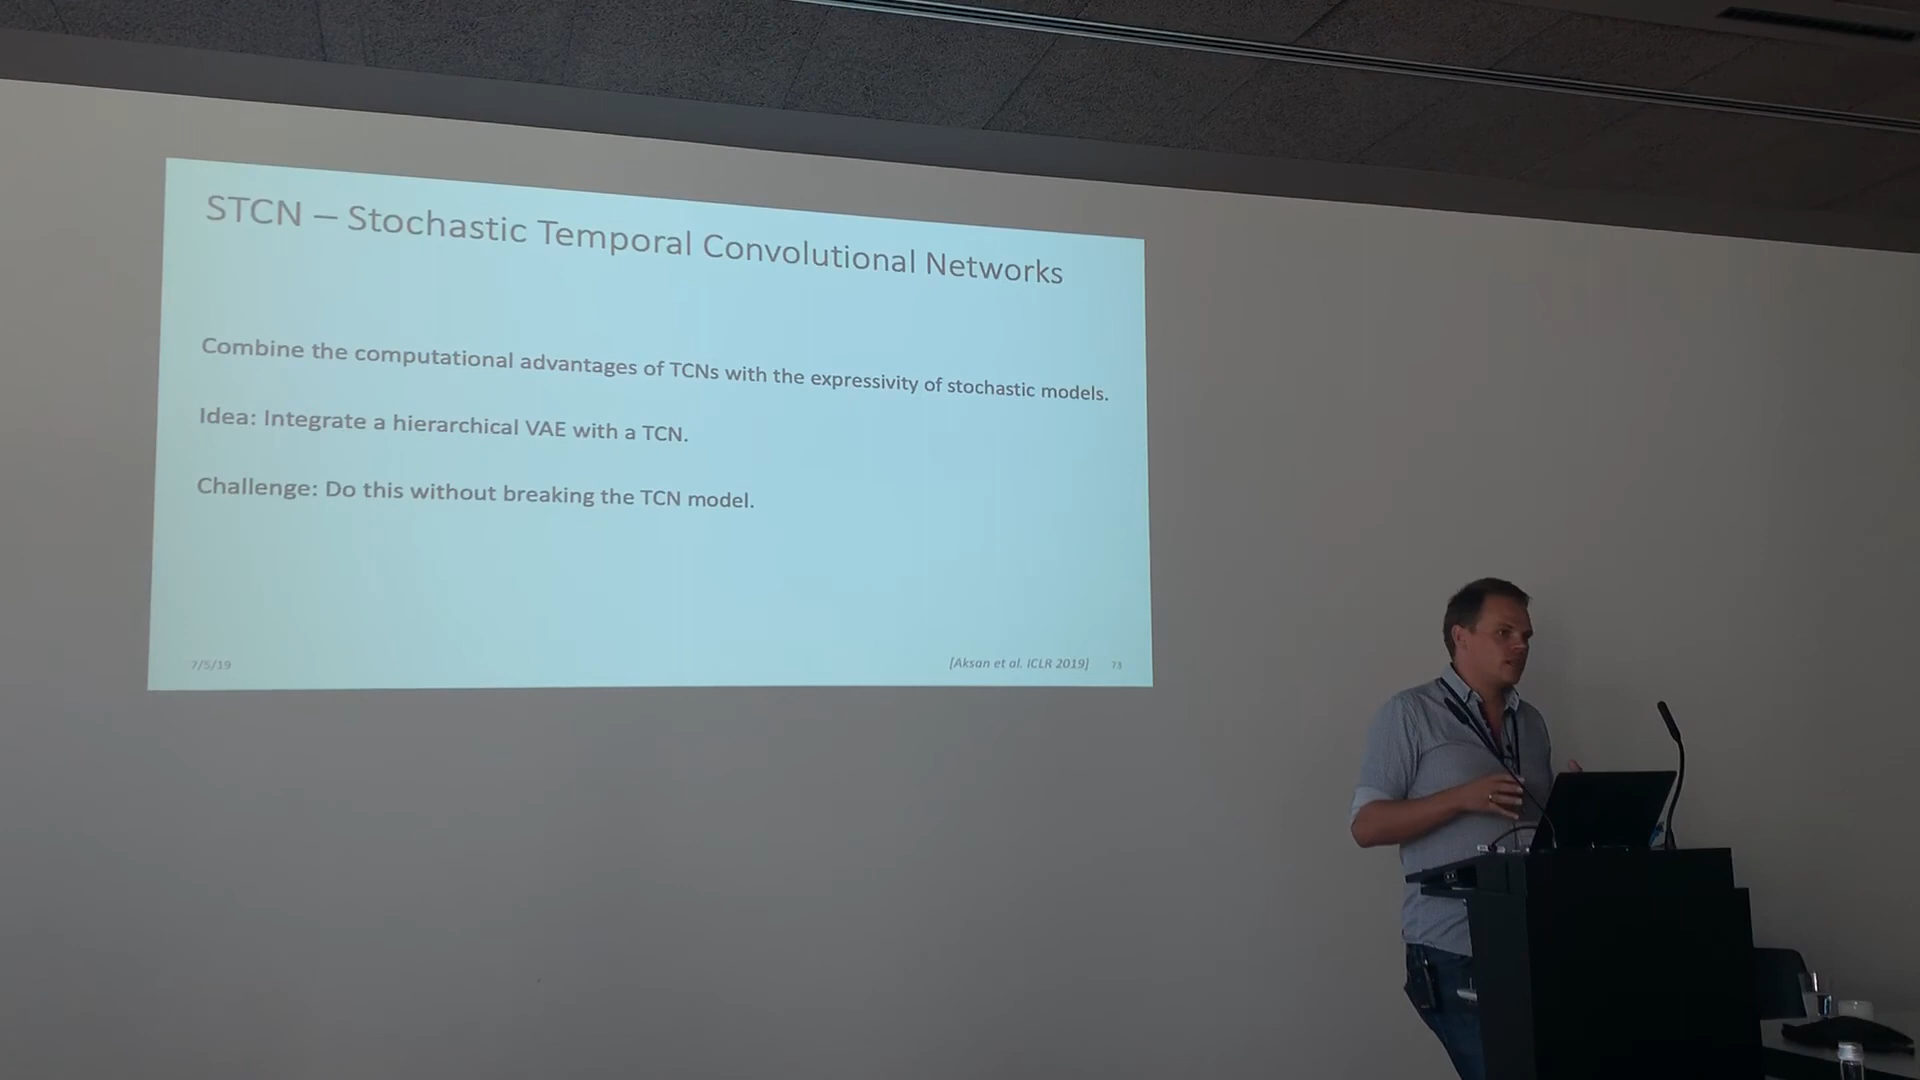 STCN – Stochastic Temporal Convolutional Networks
Combine the computational advantages of TCNs with the expressivity of stochastic models.
Idea: Integrate a hierarchical VAE with a TCN.
Challenge: Do this without breaking the TCN model.
7/5/19
[Aksan et al. ICLR 2019]
73